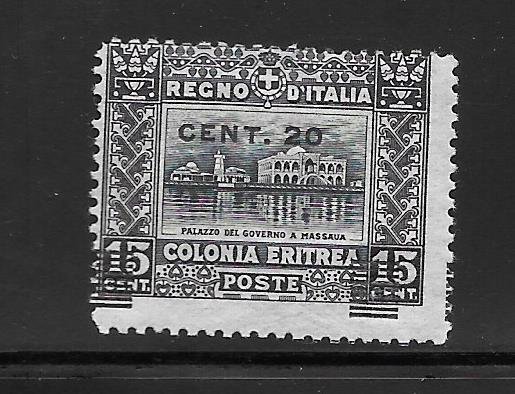 REGNO D'ITALIA
CENT. 20
PALAZZO DEL GOVERNO A MASSAUA
15 COLONIA ERITREA 15
CENT. POSTE CENT.